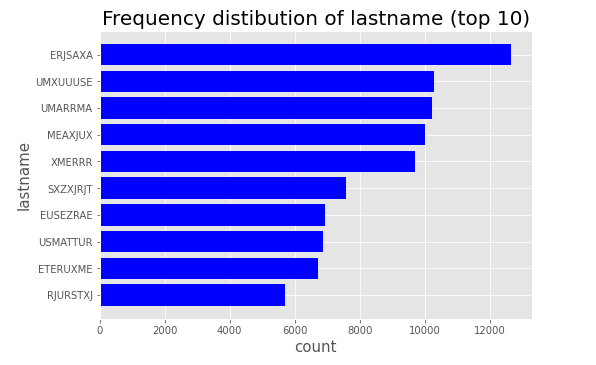 Frequency distibution of lastname (top 10)
ERJSAXA
UMXUUUSE
UMARRMA
MEAXJUX
XMERRR
SXZXJRJT
EUSEZRAE
USMATTUR
ETERUXME
RJURSTXJ
lastname
0 2000 4000 6000 8000 10000 12000
count